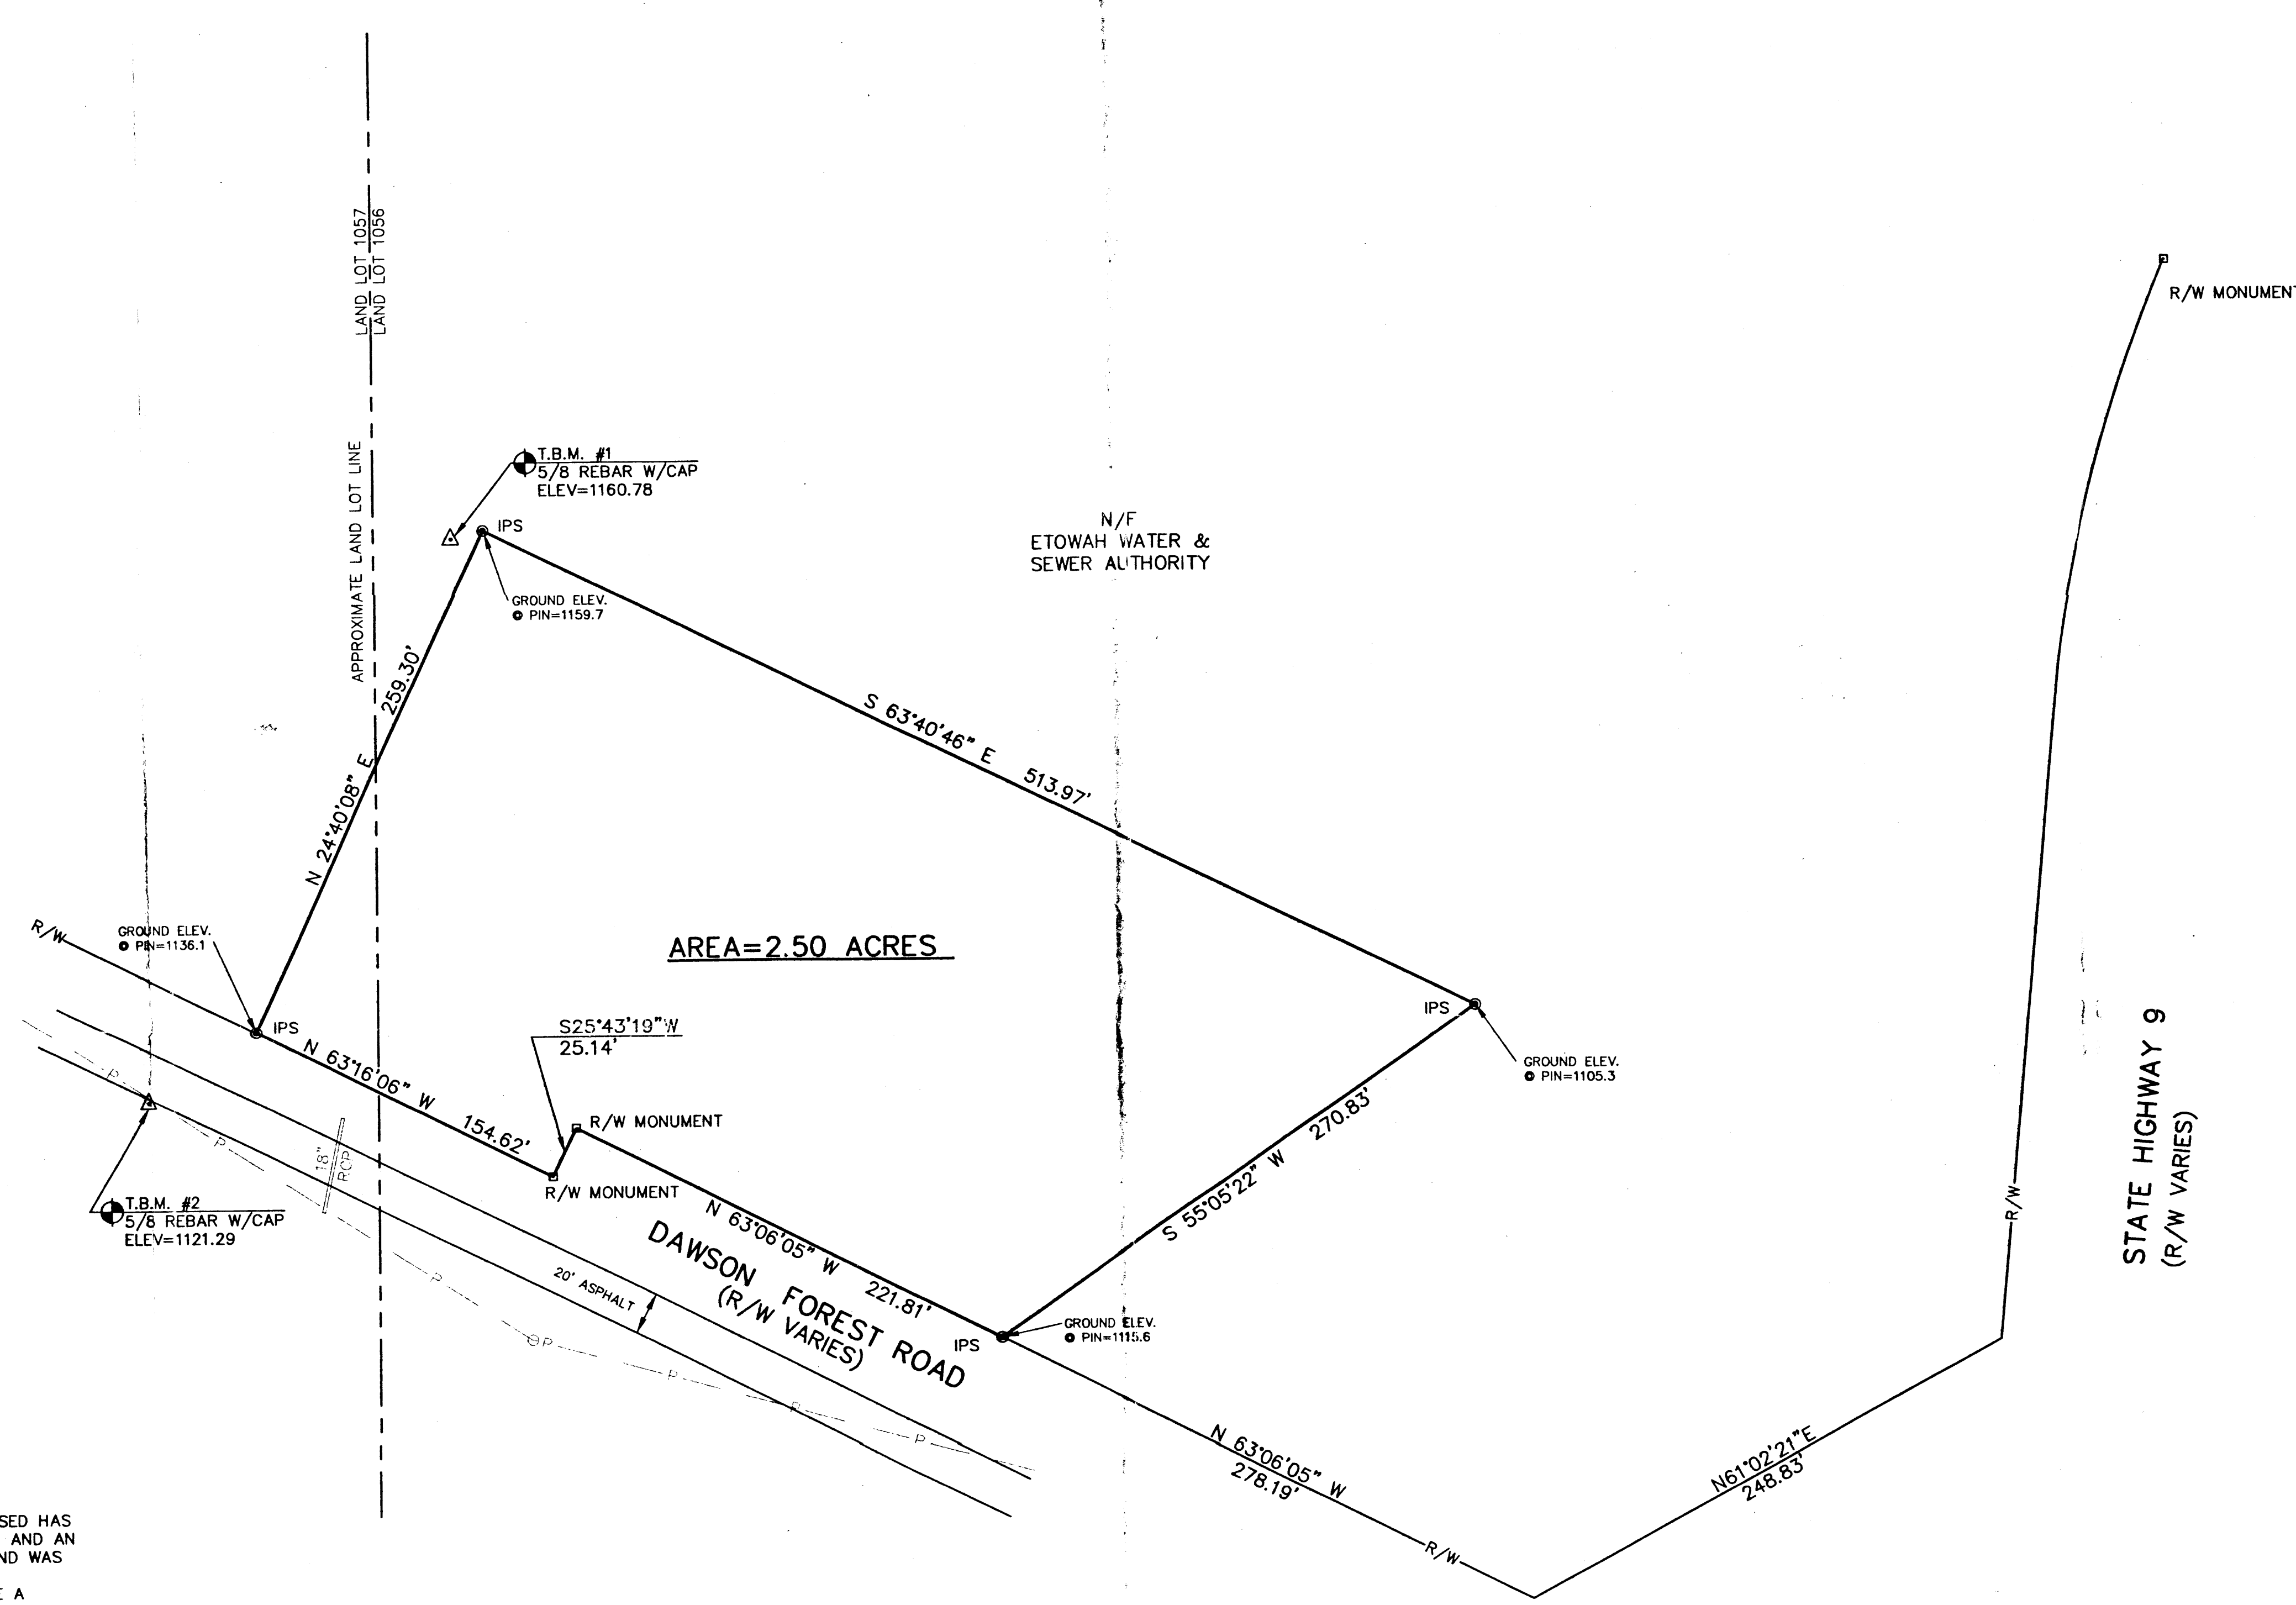 LAND LOT 1057
LAND LOT 1056
R/W MONUMENT
APPROXIMATE LAND LOT LINE
T.B.M. #1
5/8 REBAR W/CAP
ELEV=1160.78
IPS
N/F
ETOWAH WATER &
SEWER AUTHORITY
GROUND ELEV.
@ PIN=1159.7
259.30'
N 24°40'08" E
S 63°40'46" E 513.97'
R/W
GROUND ELEV.
@ PIN=1136.1
AREA=2.50 ACRES
IPS
IPS
S25°43'19"W
25.14'
N 63°16'06" W 154.62'
GROUND ELEV.
@ PIN=1105.3
STATE HIGHWAY 9
(R/W VARIES)
P
P
18"
RCP
R/W MONUMENT
R/W MONUMENT
S 55°05'22" W 270.83'
R/W
T.B.M. #2
5/8 REBAR W/CAP
ELEV=1121.29
N 63°06'05" W 221.81'
DAWSON FOREST ROAD
(R/W VARIES)
20' ASPHALT
P
P
P
P
P
GROUND ELEV.
@ PIN=1115.6
IPS
N 63°06'05" W
278.19'
N61°02'21"E
248.83'
R/W
SED HAS
AND AN
ND WAS
A